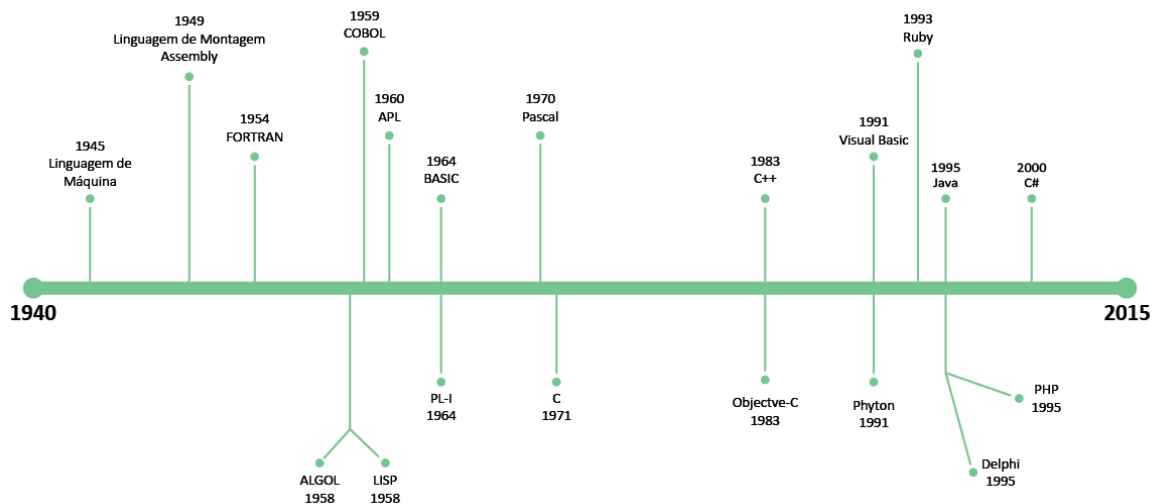 1945
Linguagem de
Máquina
1949
Linguagem de Montagem
Assembly
1954
FORTRAN
1959
COBOL
1960
APL
1964
BASIC
1970
Pascal
1983
C++
1991
Visual Basic
1993
Ruby
1995
Java
2000
C#
1940
2015
ALGOL
1958
LISP
1958
PL-I
1964
C
1971
Objectve-C
1983
Phyton
1991
Delphi
1995
PHP
1995